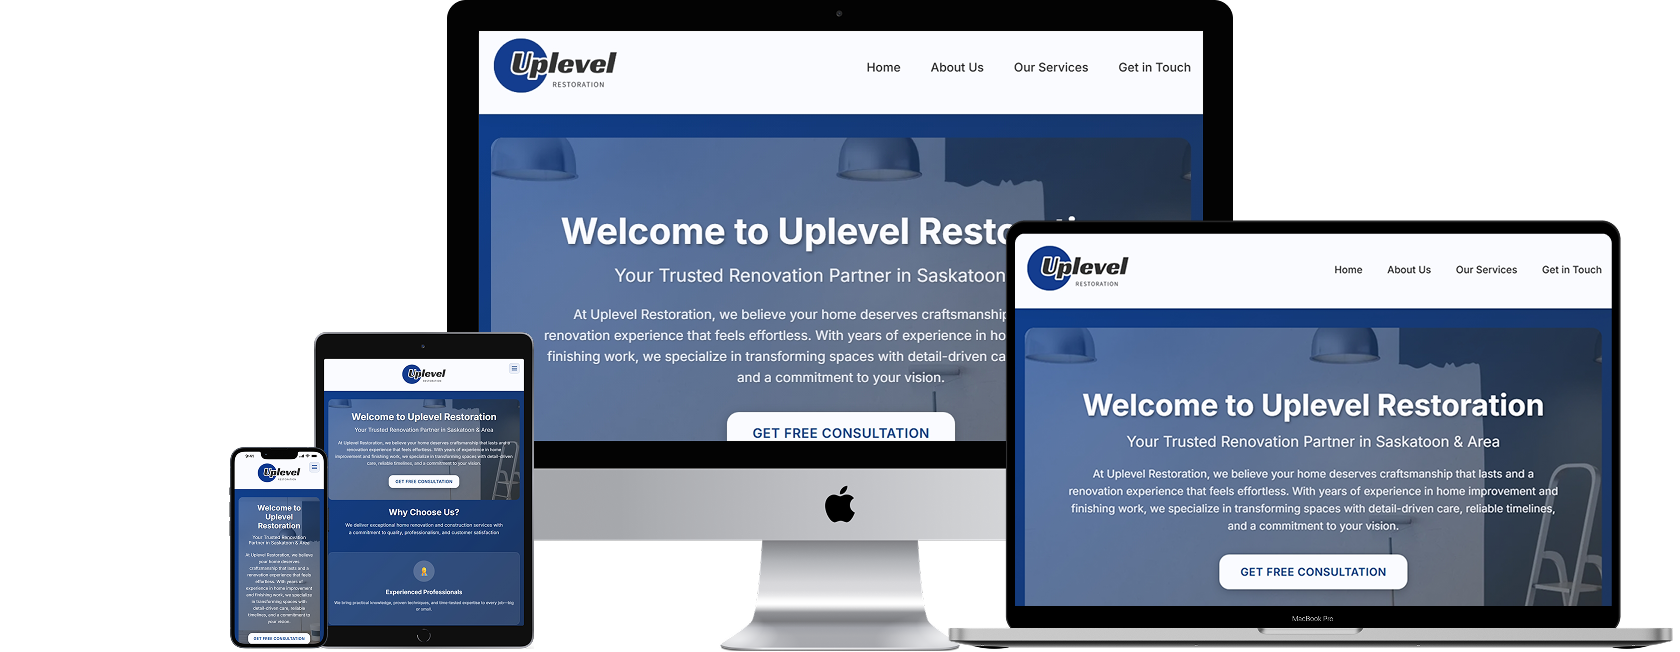 Uplevel
RESTORATION
Home About Us Our Services Get in Touch
Welcome to Uplevel Resto
Your Trusted Renovation Partner in Saskatoon
At Uplevel Restoration, we believe your home deserves craftsmanship
renovation experience that feels effortless. With years of experience in ho
finishing work, we specialize in transforming spaces with detail-driven ca
and a commitment to your vision.
GET FREE CONSULTATION
Uplevel
RESTORATION
Home About Us Our Services Get in Touch
Welcome to Uplevel Restoration
Your Trusted Renovation Partner in Saskatoon & Area
At Uplevel Restoration, we believe your home deserves craftsmanship that lasts and a
renovation experience that feels effortless. With years of experience in home improvement and
finishing work, we specialize in transforming spaces with detail-driven care, reliable timelines,
and a commitment to your vision.
GET FREE CONSULTATION
MacBook Pro
Uplevel
RESTORATION
Welcome to Uplevel Restoration
Your Trusted Renovation Partner in Saskatoon & Area
At Uplevel Restoration, we believe your home deserves craftsmanship that lasts and a
renovation experience that feels effortless. With years of experience in home
improvement and finishing work, we specialize in transforming spaces with detail-driven
care, reliable timelines, and a commitment to your vision.
GET FREE CONSULTATION
Why Choose Us?
We deliver exceptional home renovation and construction services with
a commitment to quality, professionalism, and customer satisfaction
Experienced Professionals
We bring practical knowledge, proven techniques, and time-tested expertise to every job—big
or small.
9:41
Uplevel
RESTORATION
Welcome to
Uplevel
Restoration
Your Trusted Renovation
Partner in Saskatoon & Area
At Uplevel Restoration, we believe
your home deserves
craftsmanship that lasts and a
renovation experience that feels
effortless. With years of
experience in home improvement
and finishing work, we specialize
in transforming spaces with
detail-driven care, reliable
timelines, and a commitment to
your vision.
GET FREE CONSULTATION